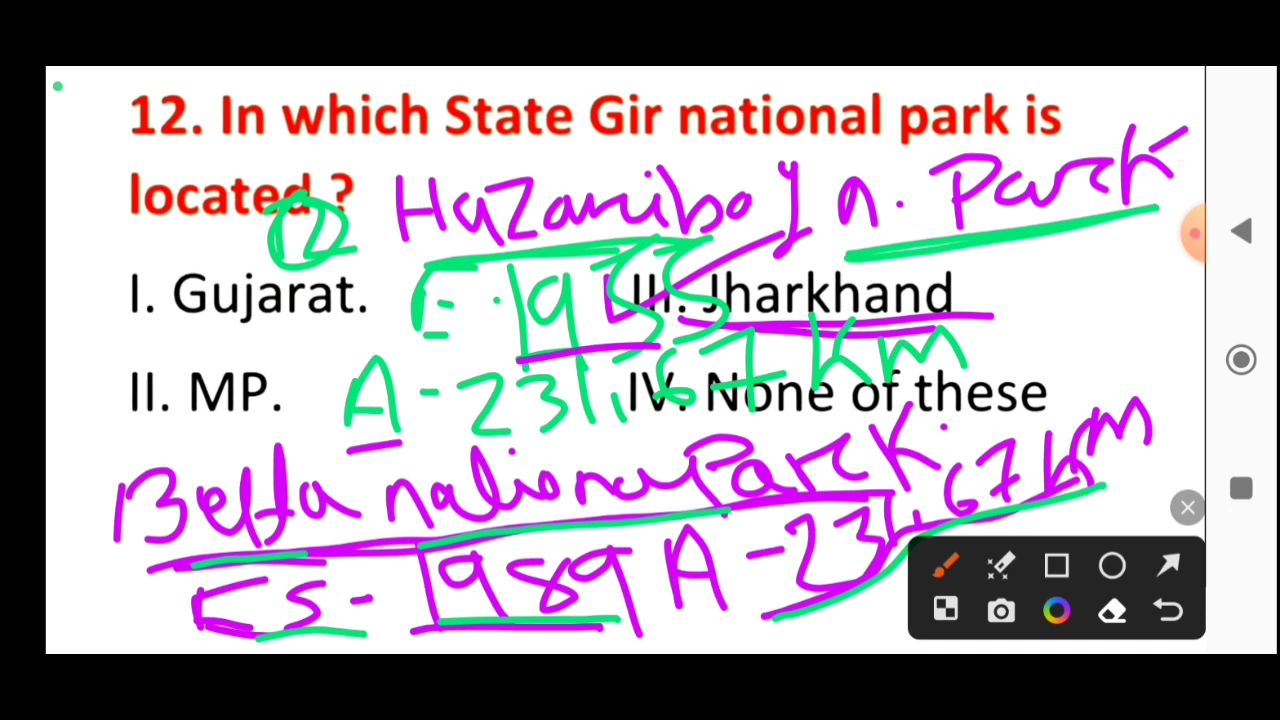 12. In which State Gir national park is
located ?
12 Hazaribag n. Park
I. Gujarat. III. Jharkhand
E - 1955
A - 231.67 Km
II. MP. IV. None of these
Betla national Park
ES - 1989 A - 231.67 km